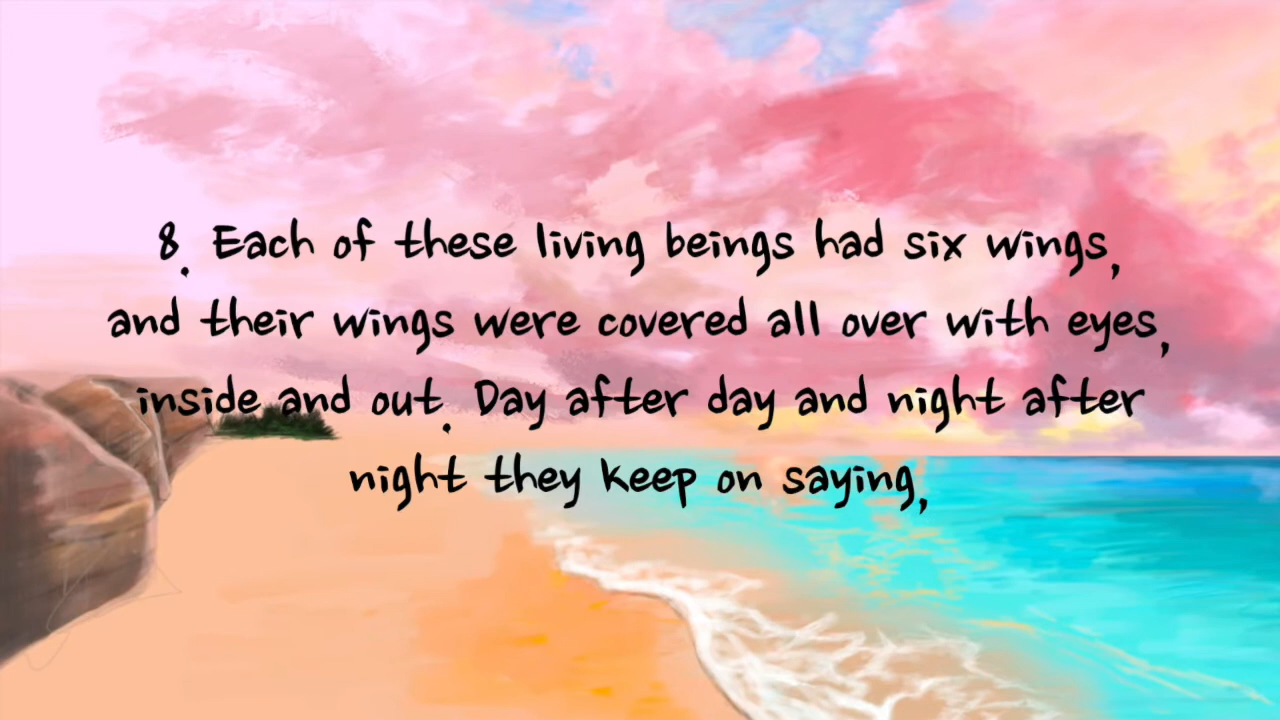 8. Each of these living beings had six wings,
and their wings were covered all over with eyes,
inside and out. Day after day and night after
night they keep on saying,